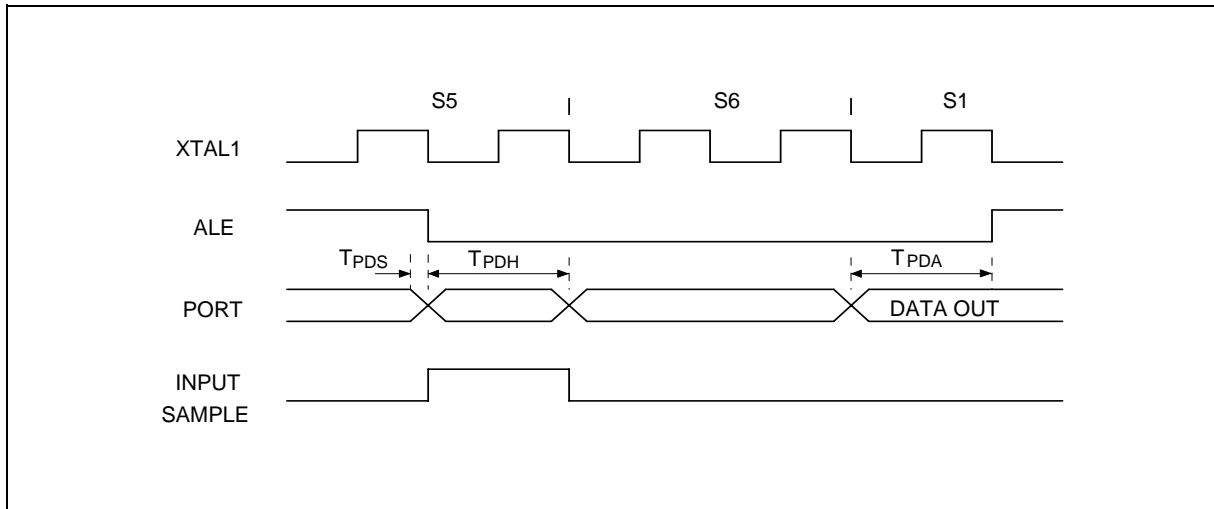 S5 S6 S1
XTAL1
ALE
TPDS TPDH TPDA
PORT DATA OUT
INPUT
SAMPLE